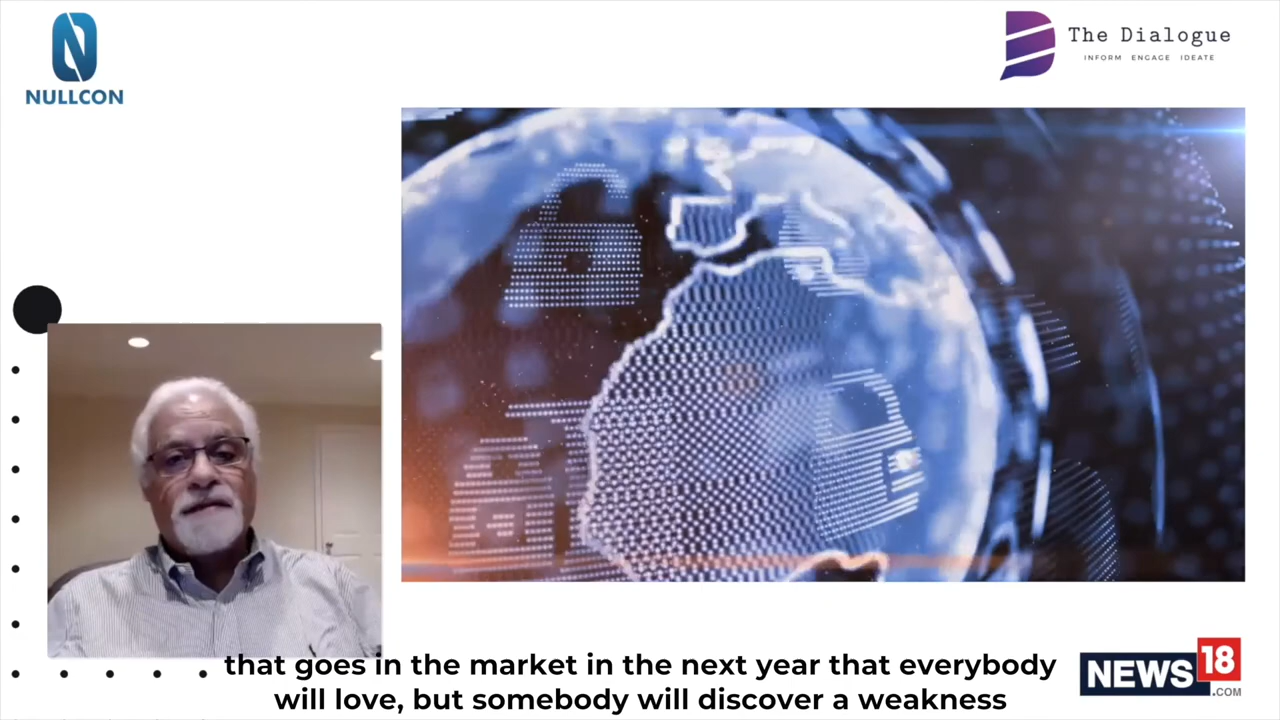 NULLCON
The Dialogue
INFORM ENGAGE IDEATE
that goes in the market in the next year that everybody
will love, but somebody will discover a weakness
NEWS18
.COM